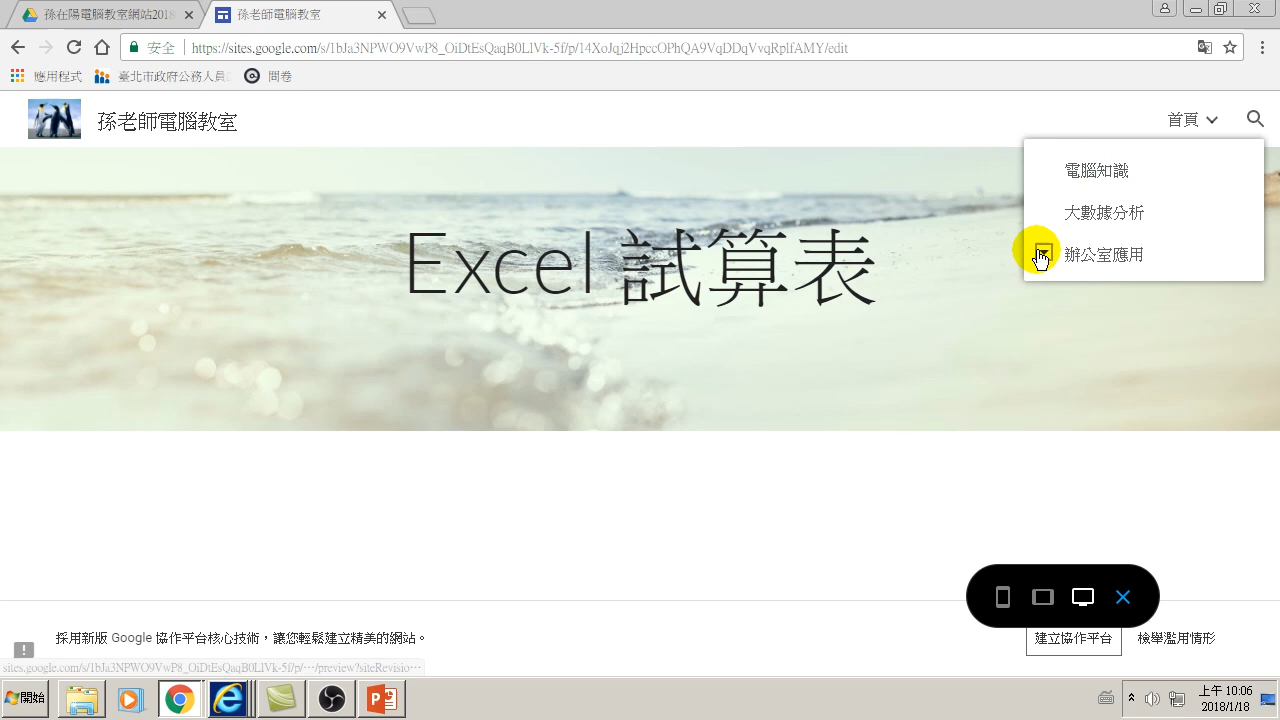 孫在陽電腦教室網站2018
孫老師電腦教室
安全
https://sites.google.com/s/1bJa3NPWO9VwP8_OiDtEsQaqB0LlVk-5f/p/14XoJqj2HpccOPhQA9VqDDqVvqRplfAMY/edit
應用程式
臺北市政府公務人員
問卷
孫老師電腦教室
首頁
電腦知識
大數據分析
辦公室應用
Excel 試算表
採用新版 Google 協作平台核心技術，讓您輕鬆建立精美的網站。
建立協作平台
檢舉濫用情形
sites.google.com/s/1bJa3NPWO9VwP8_OiDtEsQaqB0LlVk-5f/p/…/preview?siteRevisio…
開始
上午 10:06
2018/1/18